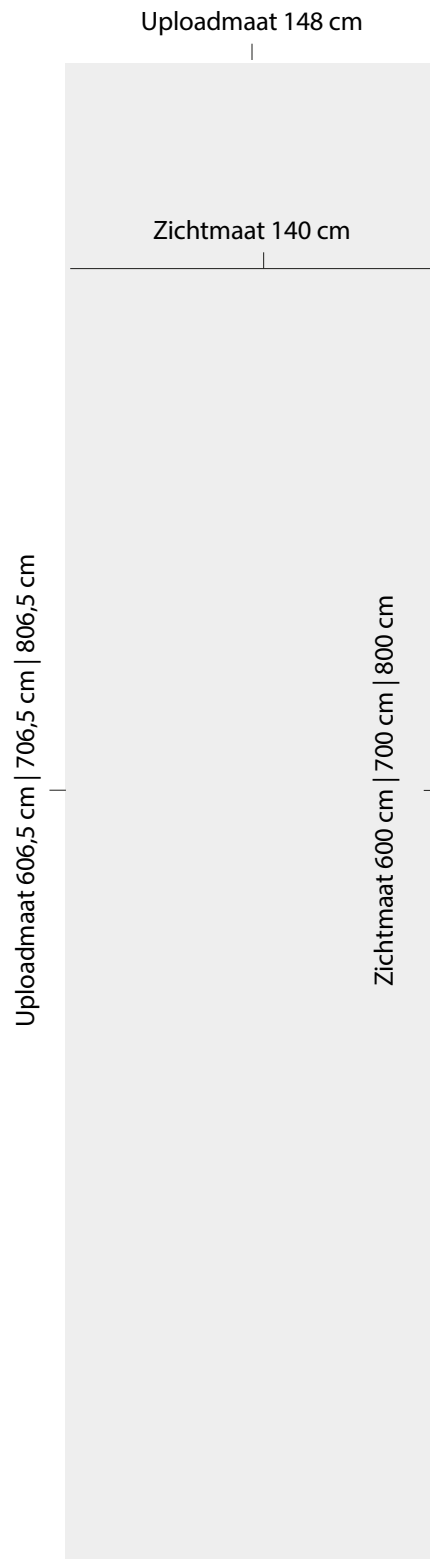 Uploadmaat 148 cm
Zichtmaat 140 cm
Uploadmaat 606,5 cm | 706,5 cm | 806,5 cm
Zichtmaat 600 cm | 700 cm | 800 cm